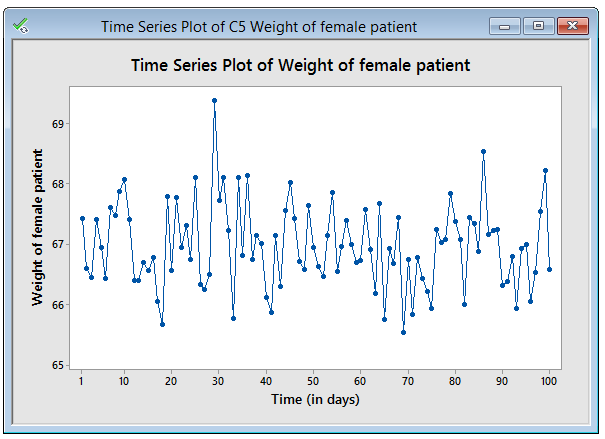 Time Series Plot of C5 Weight of female patient
Time Series Plot of Weight of female patient
Weight of female patient
69
68
67
66
65
1 10 20 30 40 50 60 70 80 90 100
Time (in days)